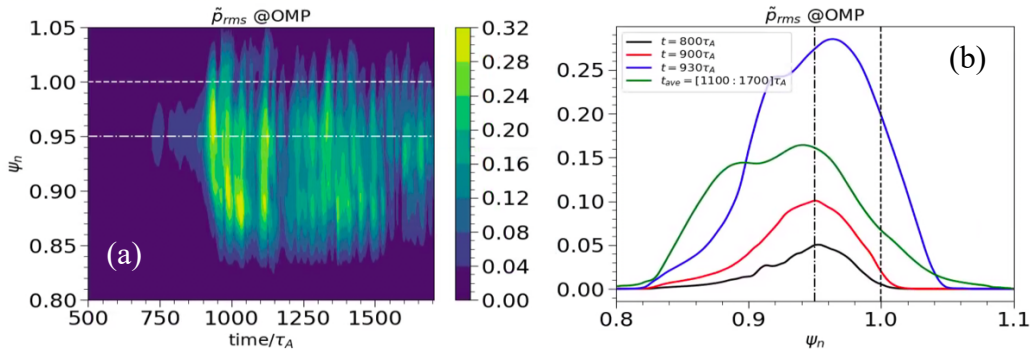 p̃rms @OMP
1.05
1.00
0.95
0.90
0.85
0.80
ψn
(a)
500 750 1000 1250 1500
time/τA
0.32
0.28
0.24
0.20
0.16
0.12
0.08
0.04
0.00
p̃rms @OMP
t = 800τA
t = 900τA
t = 930τA
tave = [1100 : 1700]τA
(b)
0.25
0.20
0.15
0.10
0.05
0.00
0.8 0.9 1.0 1.1
ψn